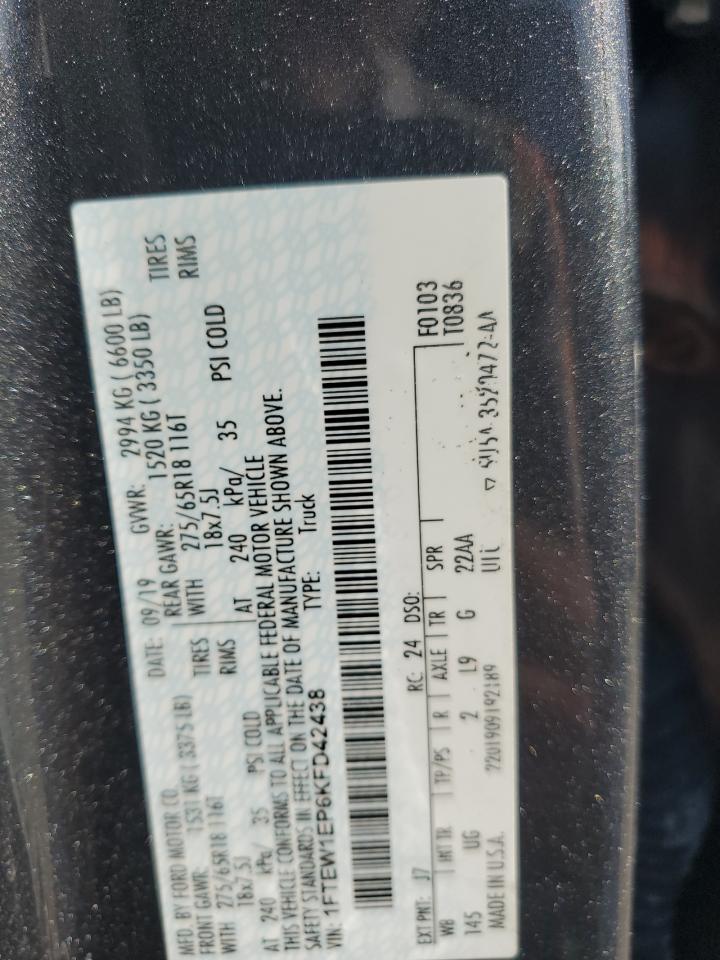 MFD. BY FORD MOTOR CO. DATE: 09/19 GVWR: 2994 KG ( 6600 LB)
FRONT GAWR: 1531 KG ( 3375 LB) REAR GAWR: 1520 KG ( 3350 LB)
WITH 275/65R18 116T TIRES WITH 275/65R18 116T TIRES
18x7.5J RIMS 18x7.5J RIMS
AT 240 kPa/ 35 PSI COLD AT 240 kPa/ 35 PSI COLD
THIS VEHICLE CONFORMS TO ALL APPLICABLE FEDERAL MOTOR VEHICLE
SAFETY STANDARDS IN EFFECT ON THE DATE OF MANUFACTURE SHOWN ABOVE.
VIN: 1FTEW1EP6KFD42438 TYPE: Truck
F0103
EXT PNT: J7 RC: 24 DSO: T0836
WB INT TR TP/PS R AXLE TR SPR
145 UG 2 L9 G 22AA
MADE IN U.S.A. 2201909192189 UTC